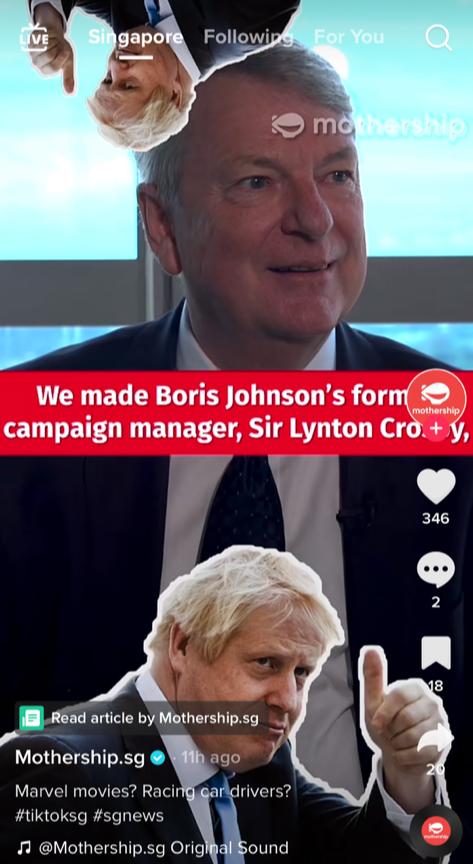 LIVE
Singapore Following For You
mothership
We made Boris Johnson's form
mothership
campaign manager, Sir Lynton Cro y,
346
2
18
Read article by Mothership.sg
20
Mothership.sg · 11h ago
Marvel movies? Racing car drivers?
#tiktoksg #sgnews
mothership
@Mothership.sg Original Sound